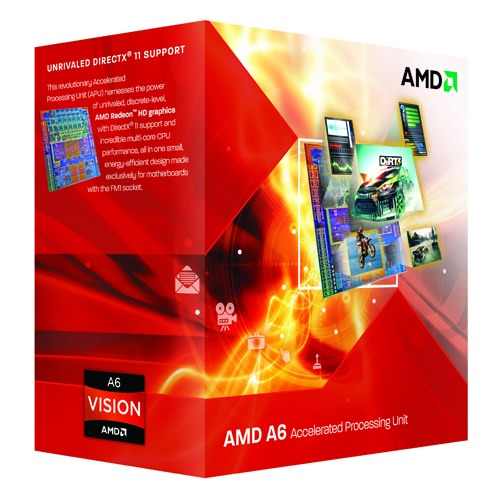 UNRIVALED DIRECTX® 11 SUPPORT
This revolutionary Accelerated
Processing Unit (APU) harnesses the power
of unrivaled, discrete-level,
AMD Radeon™ HD graphics
with DirectX® 11 support and
incredible multi-core CPU
performance, all in one small,
energy-efficient design made
exclusively for motherboards
with the FM1 socket.
A6
VISION
AMD
AMD
DiRT3
AMD A6 Accelerated Processing Unit